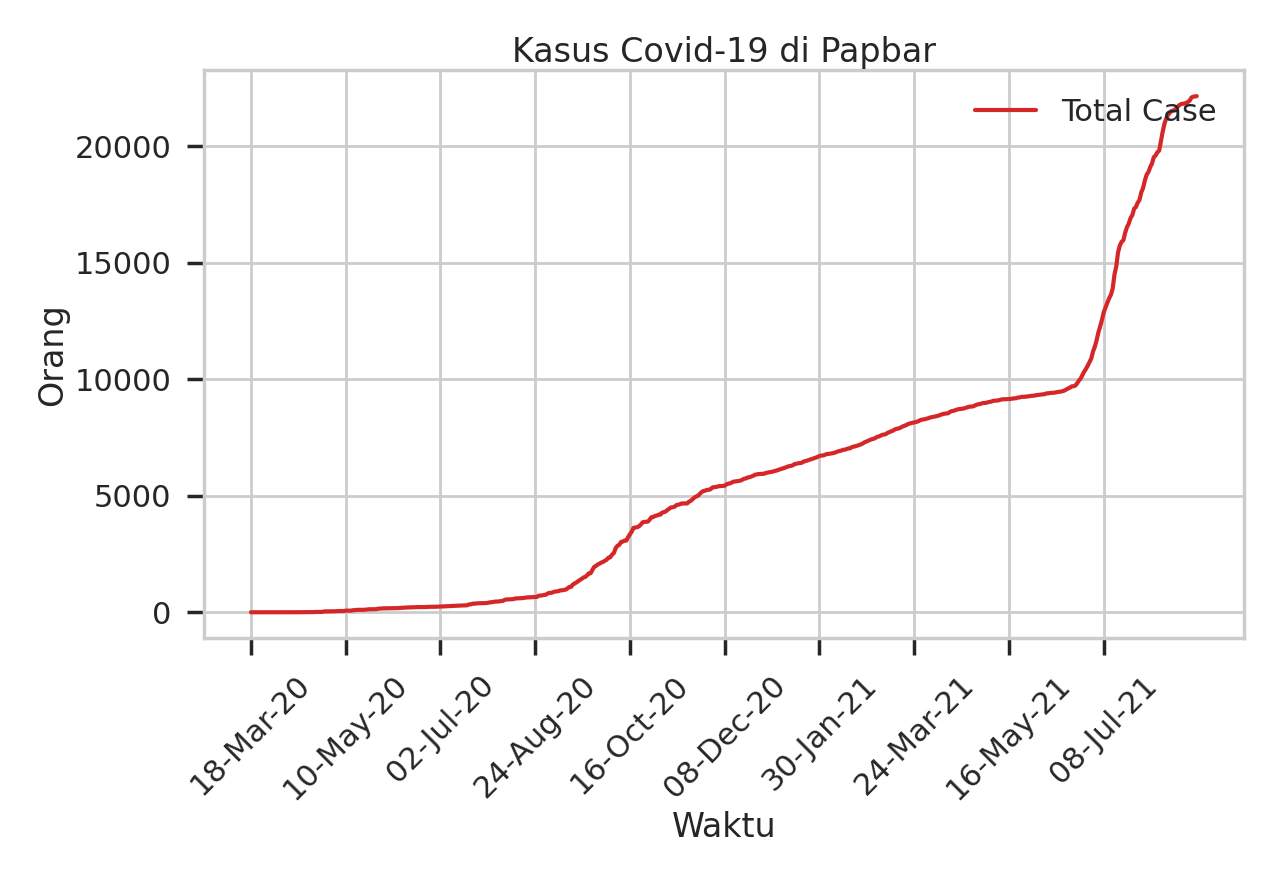 Kasus Covid-19 di Papbar
Total Case
Orang
20000
15000
10000
5000
0
18-Mar-20
10-May-20
02-Jul-20
24-Aug-20
16-Oct-20
08-Dec-20
30-Jan-21
24-Mar-21
16-May-21
08-Jul-21
Waktu